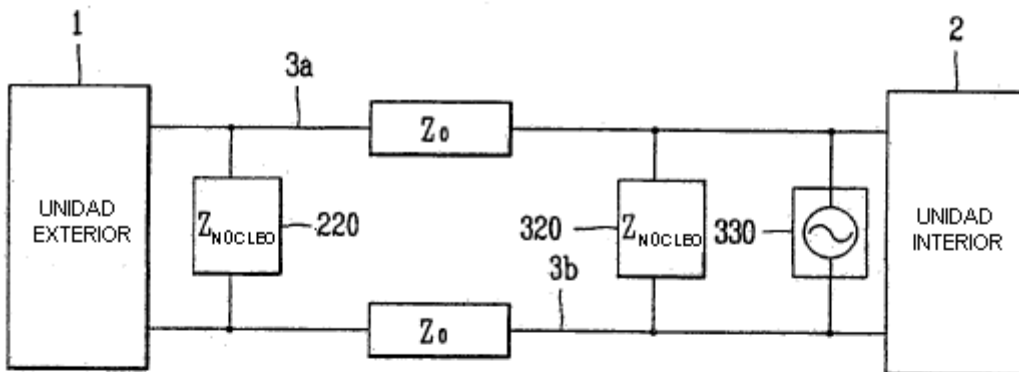 1
2
3a
Z0
UNIDAD
EXTERIOR
ZNÚCLEO
220
320
ZNÚCLEO
330
UNIDAD
INTERIOR
3b
Z0